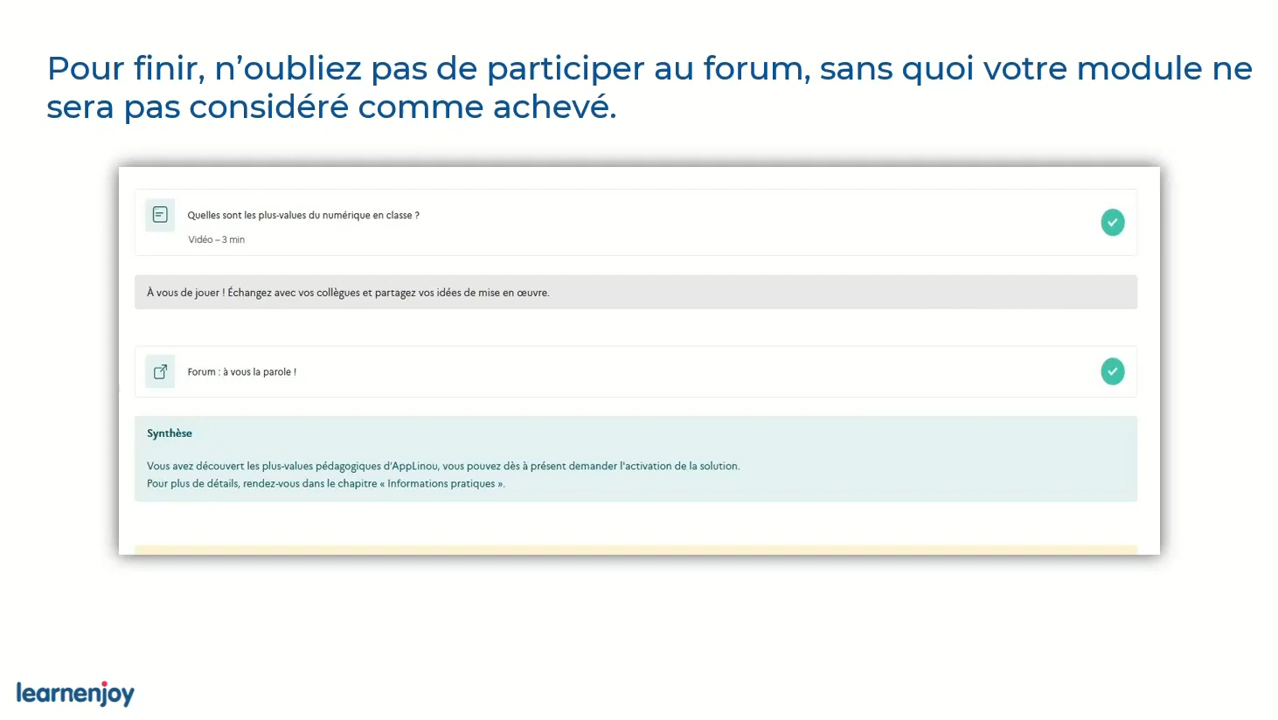 Pour finir, n’oubliez pas de participer au forum, sans quoi votre module ne
sera pas considéré comme achevé.
Quelles sont les plus-values du numérique en classe ?
Vidéo – 3 min
À vous de jouer ! Échangez avec vos collègues et partagez vos idées de mise en œuvre.
Forum : à vous la parole !
Synthèse
Vous avez découvert les plus-values pédagogiques d’AppLinou, vous pouvez dès à présent demander l'activation de la solution.
Pour plus de détails, rendez-vous dans le chapitre « Informations pratiques ».
learnenjoy